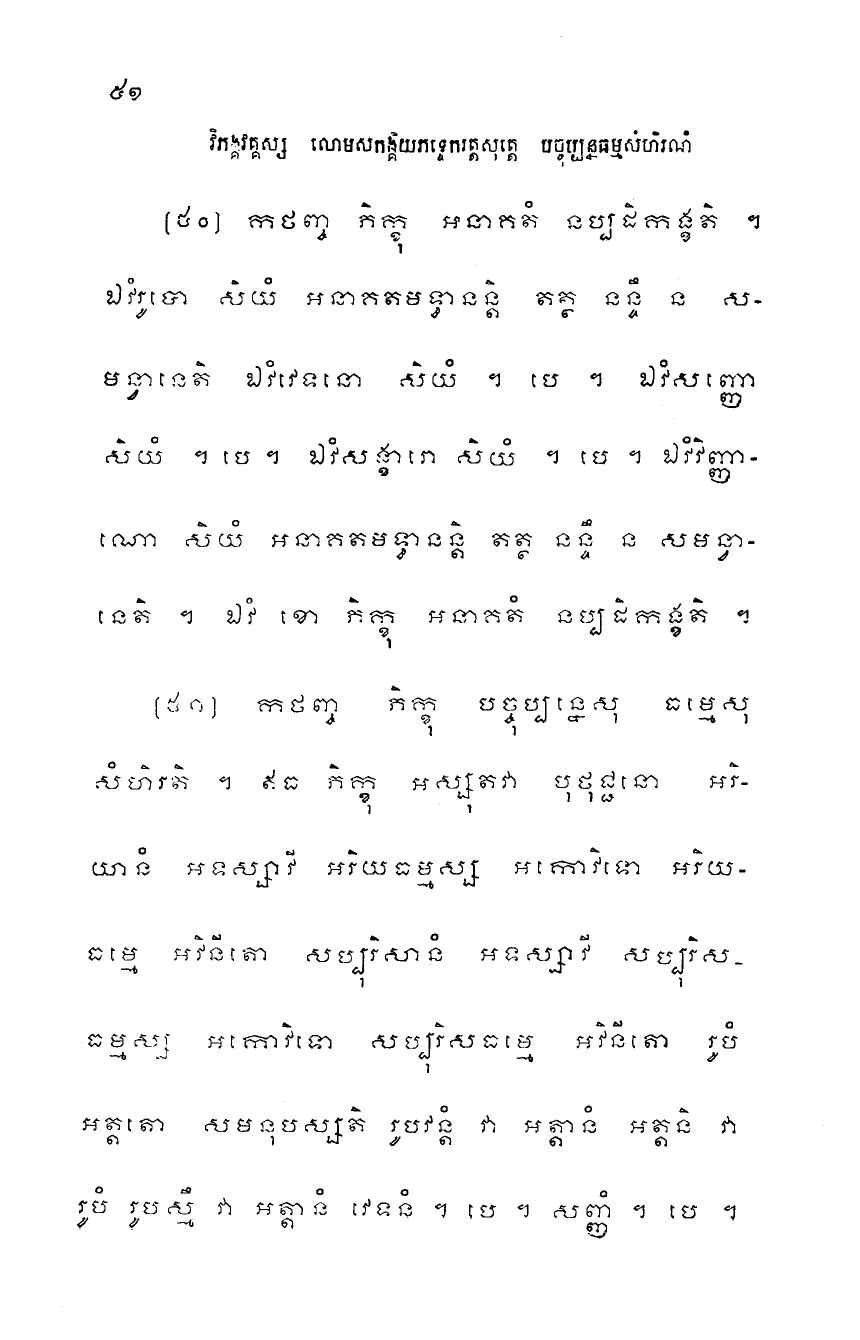 ៥១
វិភង្គវគ្គស្ស លោមសកង្គិយភទ្ទេករត្តសុត្តេ បច្ចុប្បន្នធម្មសំហិរណំ
[៥០] កថញ្ច ភិក្ខុ អនាគតំ នប្បដិកង្ខតិ ។
ឯវំរូបោ សិយំ អនាគតមទ្ធានន្តិ តត្ថ នន្ទឹ ន ស-
មន្វានេតិ ឯវំវេទនោ សិយំ ។ បេ ។ ឯវំសញ្ញោ
សិយំ ។ បេ ។ ឯវំសង្ខារោ សិយំ ។ បេ ។ ឯវំវិញ្ញា-
ណោ សិយំ អនាគតមទ្ធានន្តិ តត្ថ នន្ទឹ ន សមន្វា-
នេតិ ។ ឯវំ ខោ ភិក្ខុ អនាគតំ នប្បដិកង្ខតិ ។
[៥១] កថញ្ច ភិក្ខុ បច្ចុប្បន្នេសុ ធម្មេសុ
សំហិរតិ ។ ឥធ ភិក្ខុ អស្សុតវា បុថុជ្ជនោ អរិ-
យានំ អទស្សាវី អរិយធម្មស្ស អកោវិទោ អរិយ-
ធម្មេ អវិនីតោ សប្បុរិសានំ អទស្សាវី សប្បុរិស-
ធម្មស្ស អកោវិទោ សប្បុរិសធម្មេ អវិនីតោ រូបំ
អត្តតោ សមនុបស្សតិ រូបវន្តំ វា អត្តានំ អត្តនិ វា
រូបំ រូបស្មឹ វា អត្តានំ វេទនំ ។ បេ ។ សញ្ញំ ។ បេ ។